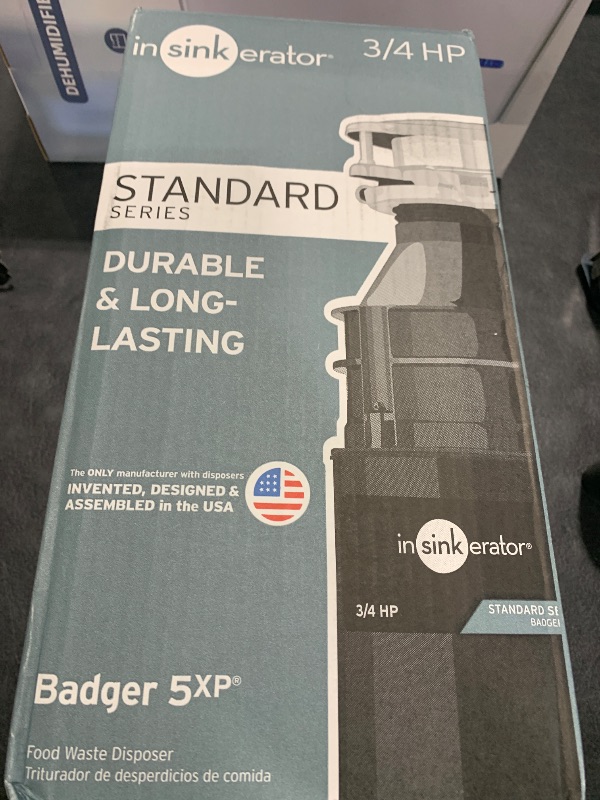 insinkerator® 3/4 HP
STANDARD
SERIES
DURABLE
& LONG-
LASTING
The ONLY manufacturer with disposers
INVENTED, DESIGNED &
ASSEMBLED in the USA
insinkerator®
3/4 HP
STANDARD
Badger 5XP®
Food Waste Disposer
Triturador de desperdicios de comida